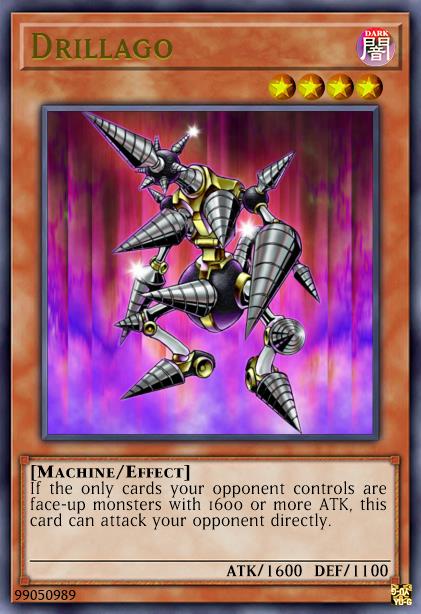 DRILLAGO
DARK
闇
[MACHINE/EFFECT]
If the only cards your opponent controls are
face-up monsters with 1600 or more ATK, this
card can attack your opponent directly.
ATK/1600 DEF/1100
99050989